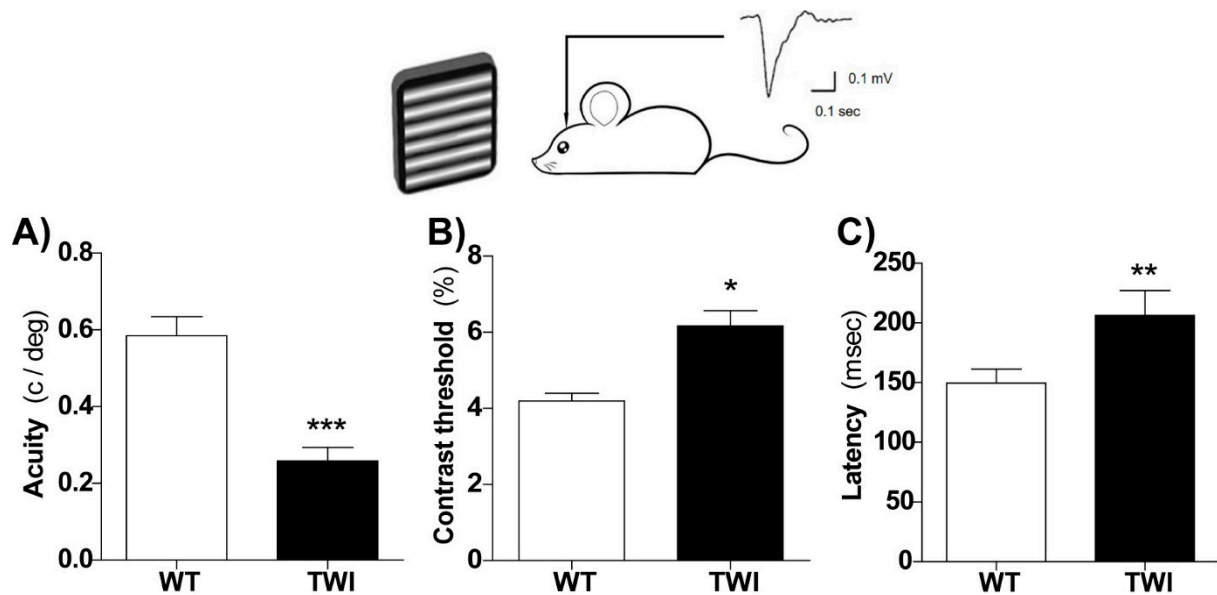 0.1 mV
0.1 sec
A)
Acuity (c / deg)
0.8
0.6
0.4
0.2
0.0
***
WT
TWI
B)
Contrast threshold (%)
8
6
4
2
0
*
WT
TWI
C)
Latency (msec)
250
200
150
100
50
0
**
WT
TWI